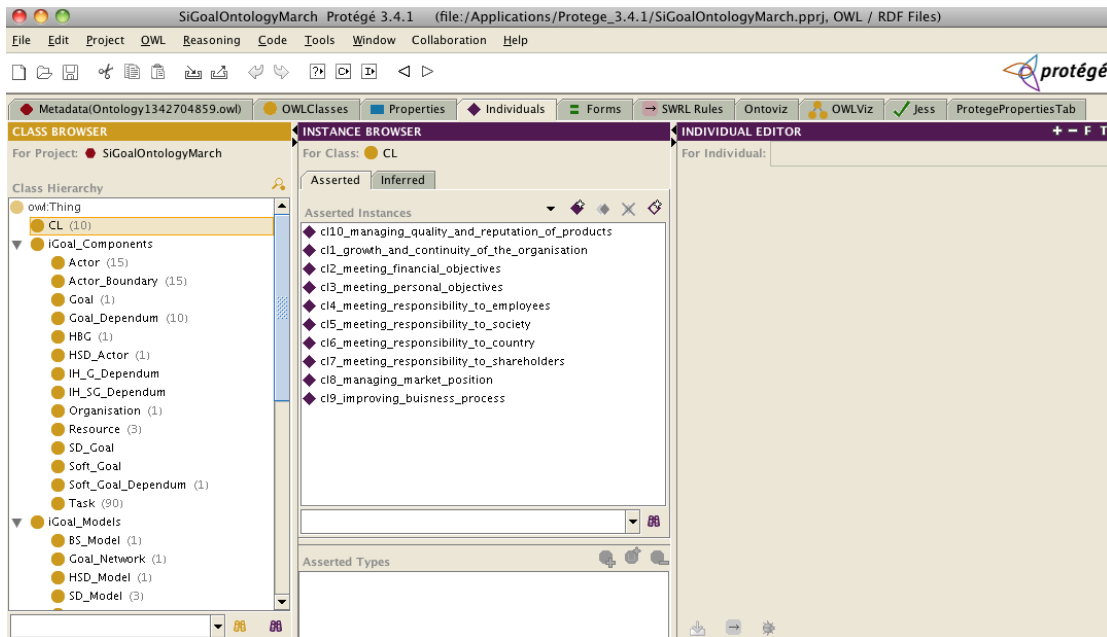 SiGoalOntologyMarch Protégé 3.4.1 (file:/Applications/Protege_3.4.1/SiGoalOntologyMarch.pprj, OWL / RDF Files)
File Edit Project OWL Reasoning Code Tools Window Collaboration Help
protégé
Metadata(Ontology1342704859.owl) OWLClasses Properties Individuals Forms SWRL Rules Ontoviz OWLViz Jess ProtegePropertiesTab
CLASS BROWSER
For Project: SiGoalOntologyMarch
Class Hierarchy
owl:Thing
CL (10)
iGoal_Components
Actor (15)
Actor_Boundary (15)
Goal (1)
Goal_Dependum (10)
HBG (1)
HSD_Actor (1)
IH_G_Dependum
IH_SG_Dependum
Organisation (1)
Resource (3)
SD_Goal
Soft_Goal
Soft_Goal_Dependum (1)
Task (90)
iGoal_Models
BS_Model (1)
Goal_Network (1)
HSD_Model (1)
SD_Model (3)
INSTANCE BROWSER
For Class: CL
Asserted Inferred
Asserted Instances
cl10_managing_quality_and_reputation_of_products
cl1_growth_and_continuity_of_the_organisation
cl2_meeting_financial_objectives
cl3_meeting_personal_objectives
cl4_meeting_responsibility_to_employees
cl5_meeting_responsibility_to_society
cl6_meeting_responsibility_to_country
cl7_meeting_responsibility_to_shareholders
cl8_managing_market_position
cl9_improving_buisness_process
Asserted Types
INDIVIDUAL EDITOR + − F T
For Individual: